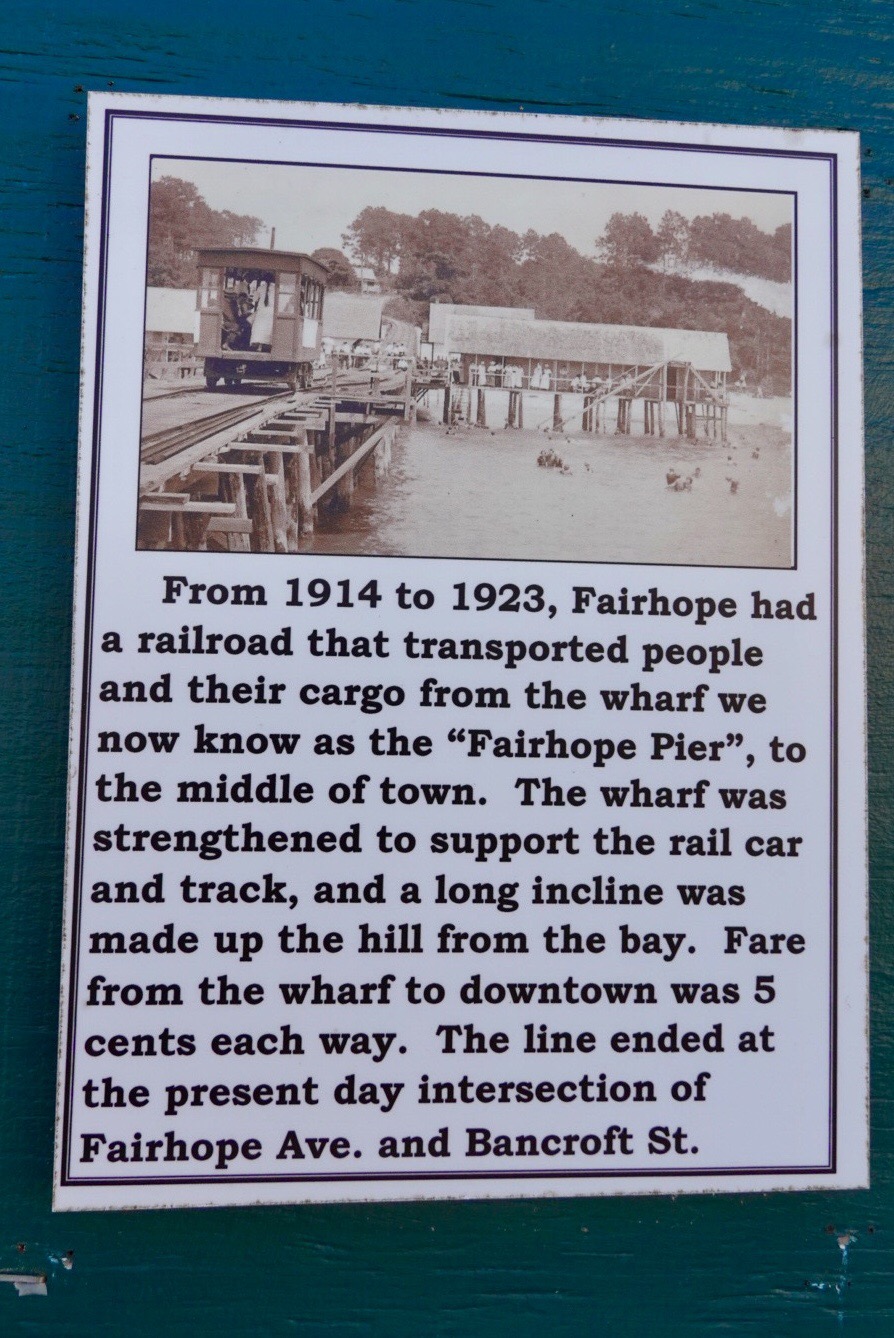 From 1914 to 1923, Fairhope had
a railroad that transported people
and their cargo from the wharf we
now know as the “Fairhope Pier”, to
the middle of town.  The wharf was
strengthened to support the rail car
and track, and a long incline was
made up the hill from the bay.  Fare
from the wharf to downtown was 5
cents each way.  The line ended at
the present day intersection of
Fairhope Ave. and Bancroft St.